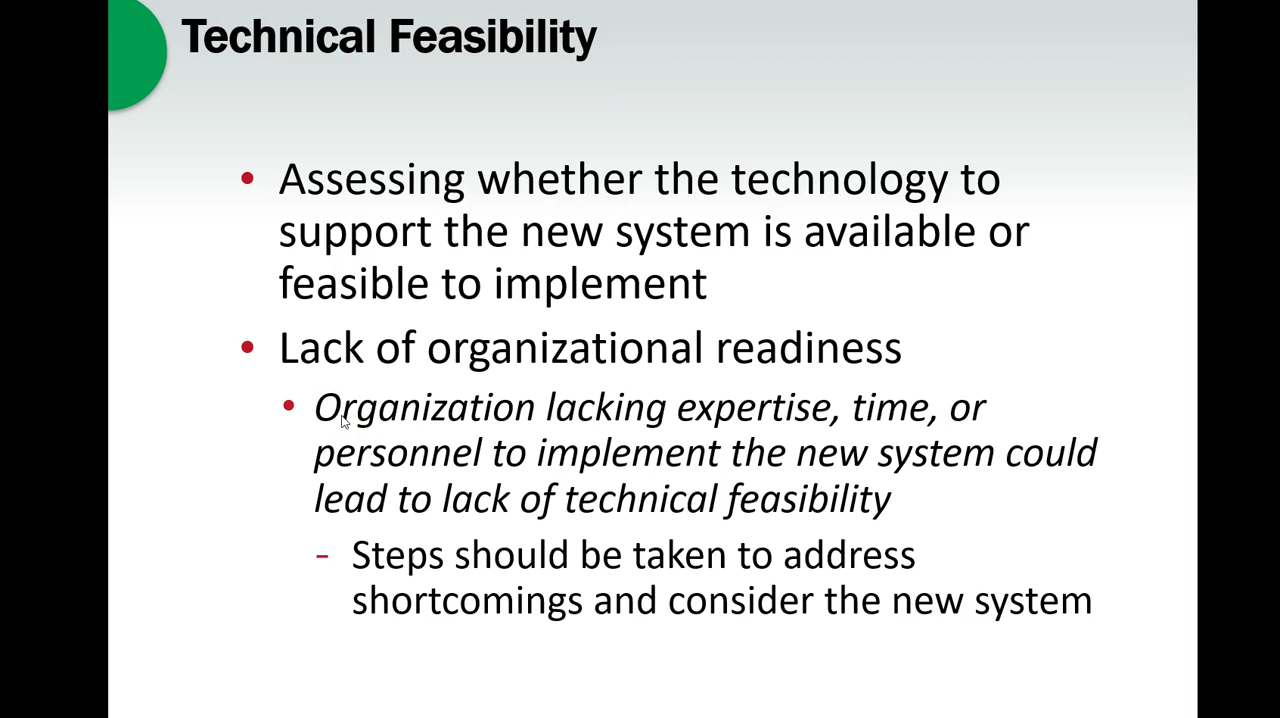 Technical Feasibility
• Assessing whether the technology to
support the new system is available or
feasible to implement
• Lack of organizational readiness
• Organization lacking expertise, time, or
personnel to implement the new system could
lead to lack of technical feasibility
- Steps should be taken to address
shortcomings and consider the new system